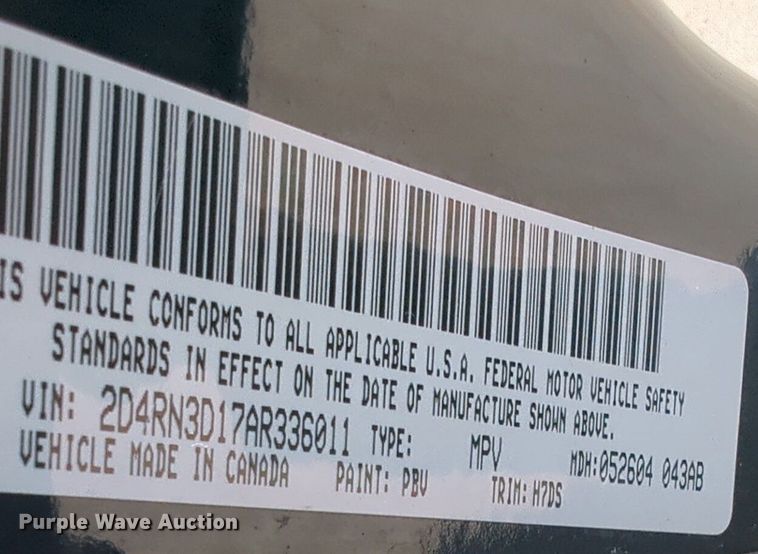 IS VEHICLE CONFORMS TO ALL APPLICABLE U.S.A. FEDERAL MOTOR VEHICLE SAFETY
STANDARDS IN EFFECT ON THE DATE OF MANUFACTURE SHOWN ABOVE.
VIN: 2D4RN3D17AR336011 TYPE: MPV MDH:052604 043AB
VEHICLE MADE IN CANADA PAINT: PBV TRIM: H7DS
Purple Wave Auction